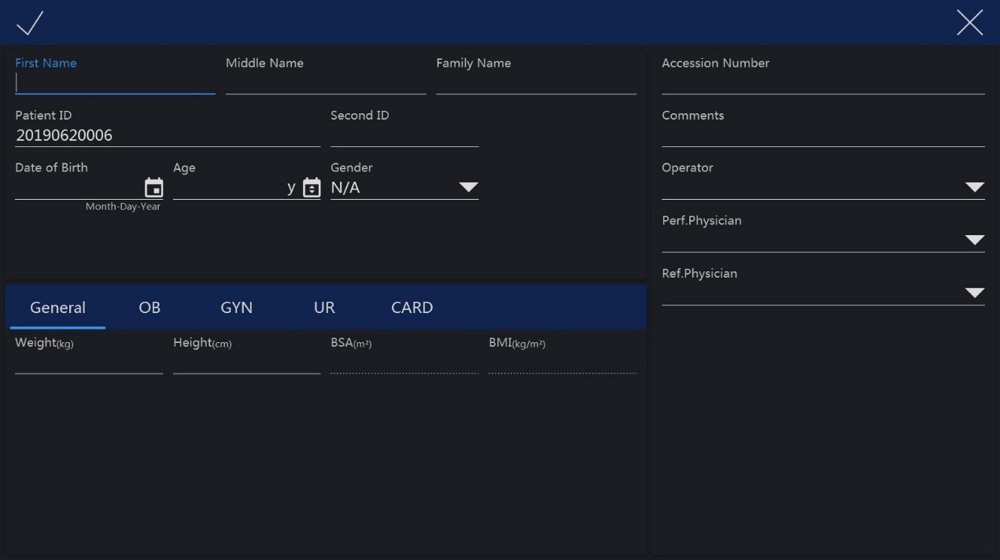 First Name Middle Name Family Name
Patient ID Second ID
20190620006
Date of Birth Age Gender
y N/A
Month-Day-Year
General OB GYN UR CARD
Weight(kg) Height(cm) BSA(m²) BMI(kg/m²)
Accession Number
Comments
Operator
Perf.Physician
Ref.Physician